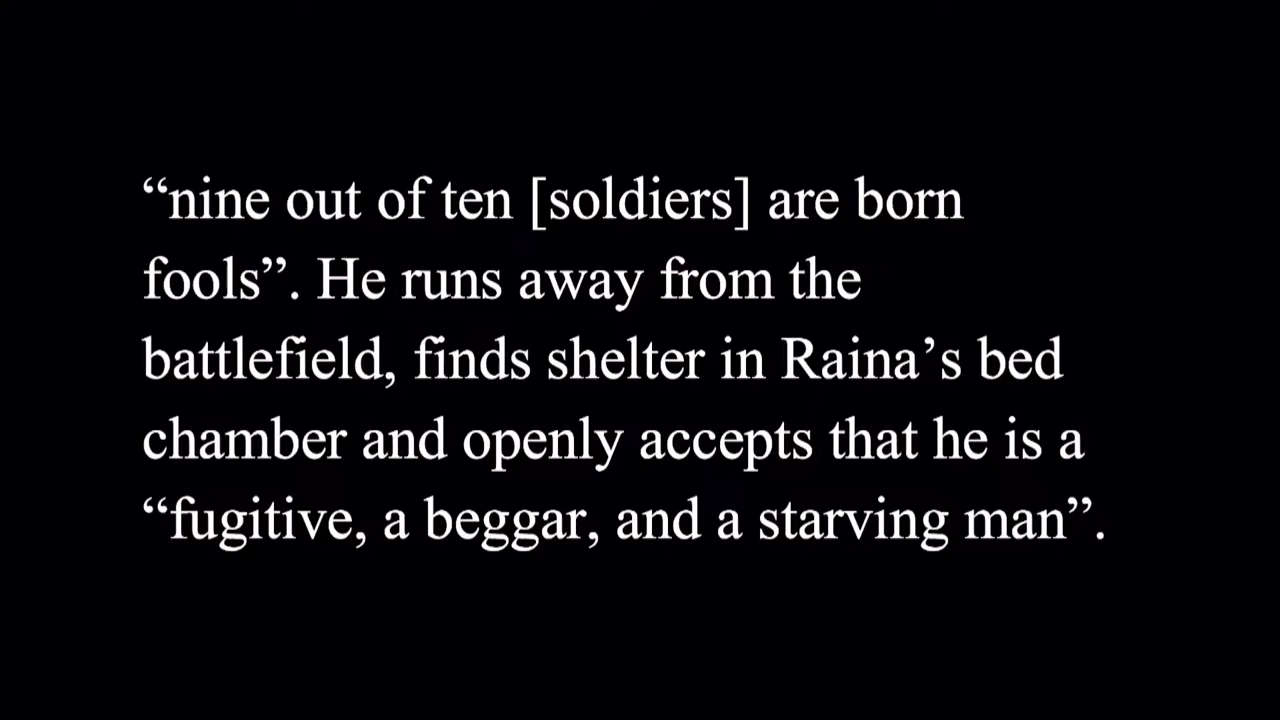 “nine out of ten [soldiers] are born
fools”. He runs away from the
battlefield, finds shelter in Raina’s bed
chamber and openly accepts that he is a
“fugitive, a beggar, and a starving man”.